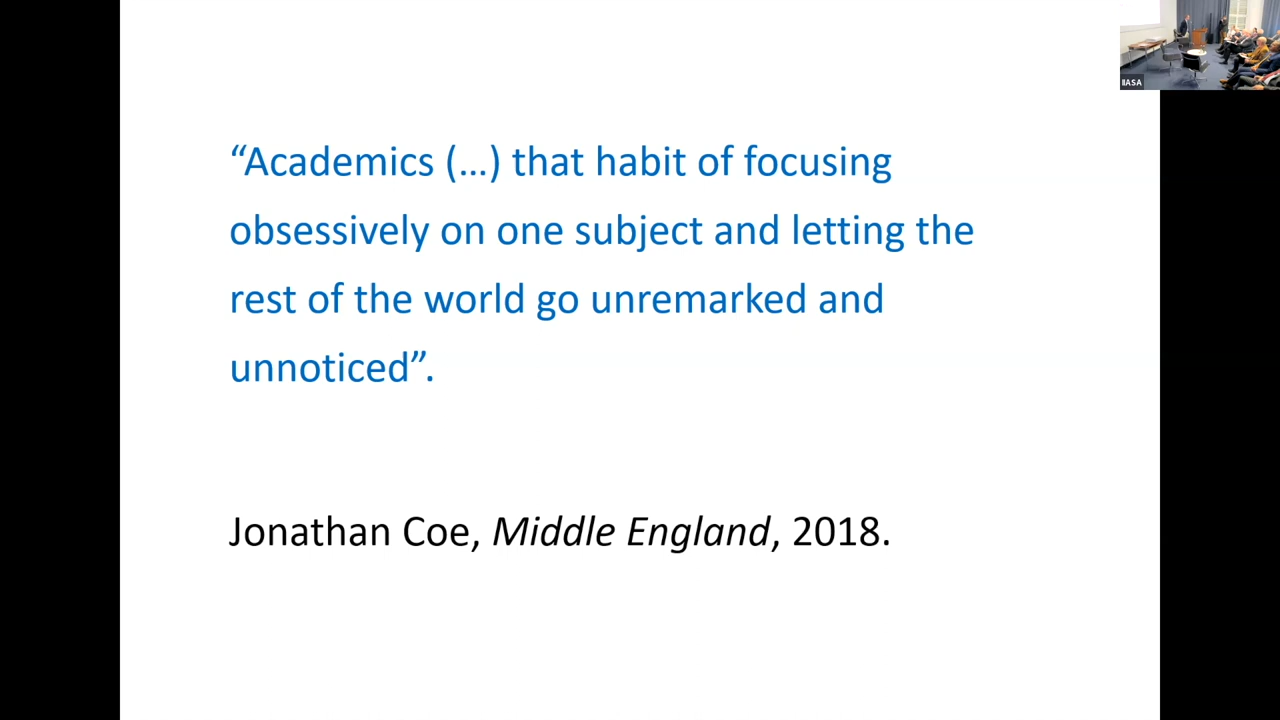 “Academics (…) that habit of focusing
obsessively on one subject and letting the
rest of the world go unremarked and
unnoticed”.
Jonathan Coe, Middle England, 2018.
IIASA